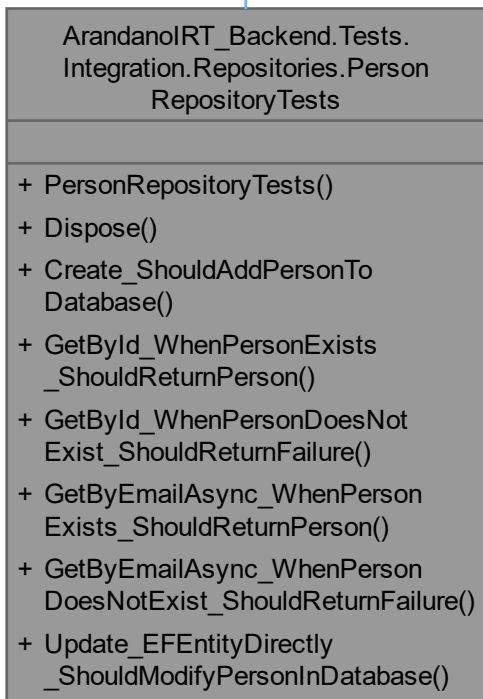 ArandanoIRT_Backend.Tests.
Integration.Repositories.Person
RepositoryTests
+ PersonRepositoryTests()
+ Dispose()
+ Create_ShouldAddPersonTo
Database()
+ GetById_WhenPersonExists
_ShouldReturnPerson()
+ GetById_WhenPersonDoesNot
Exist_ShouldReturnFailure()
+ GetByEmailAsync_WhenPerson
Exists_ShouldReturnPerson()
+ GetByEmailAsync_WhenPerson
DoesNotExist_ShouldReturnFailure()
+ Update_EFEntityDirectly
_ShouldModifyPersonInDatabase()